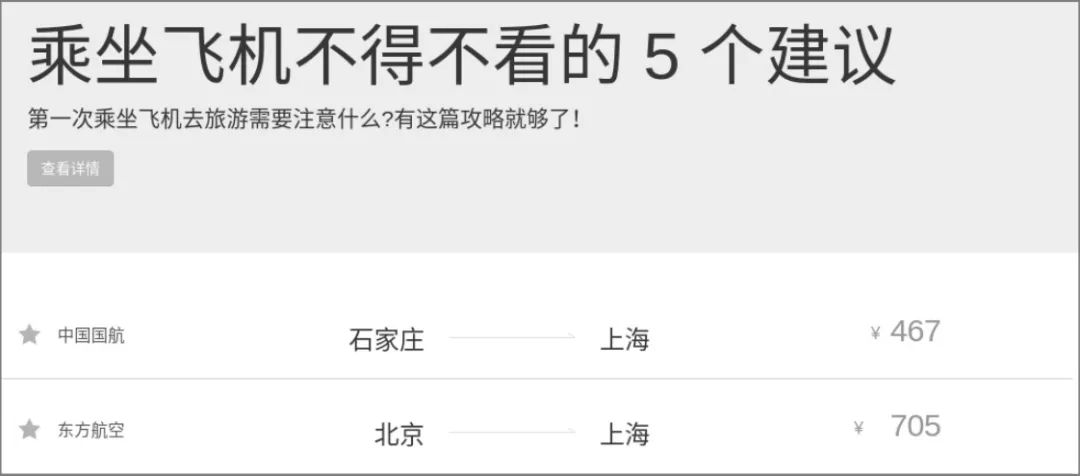 乘坐飞机不得不看的 5 个建议
第一次乘坐飞机去旅游需要注意什么?有这篇攻略就够了!
查看详情
中国国航 石家庄 上海 ¥ 467
东方航空 北京 上海 ¥ 705